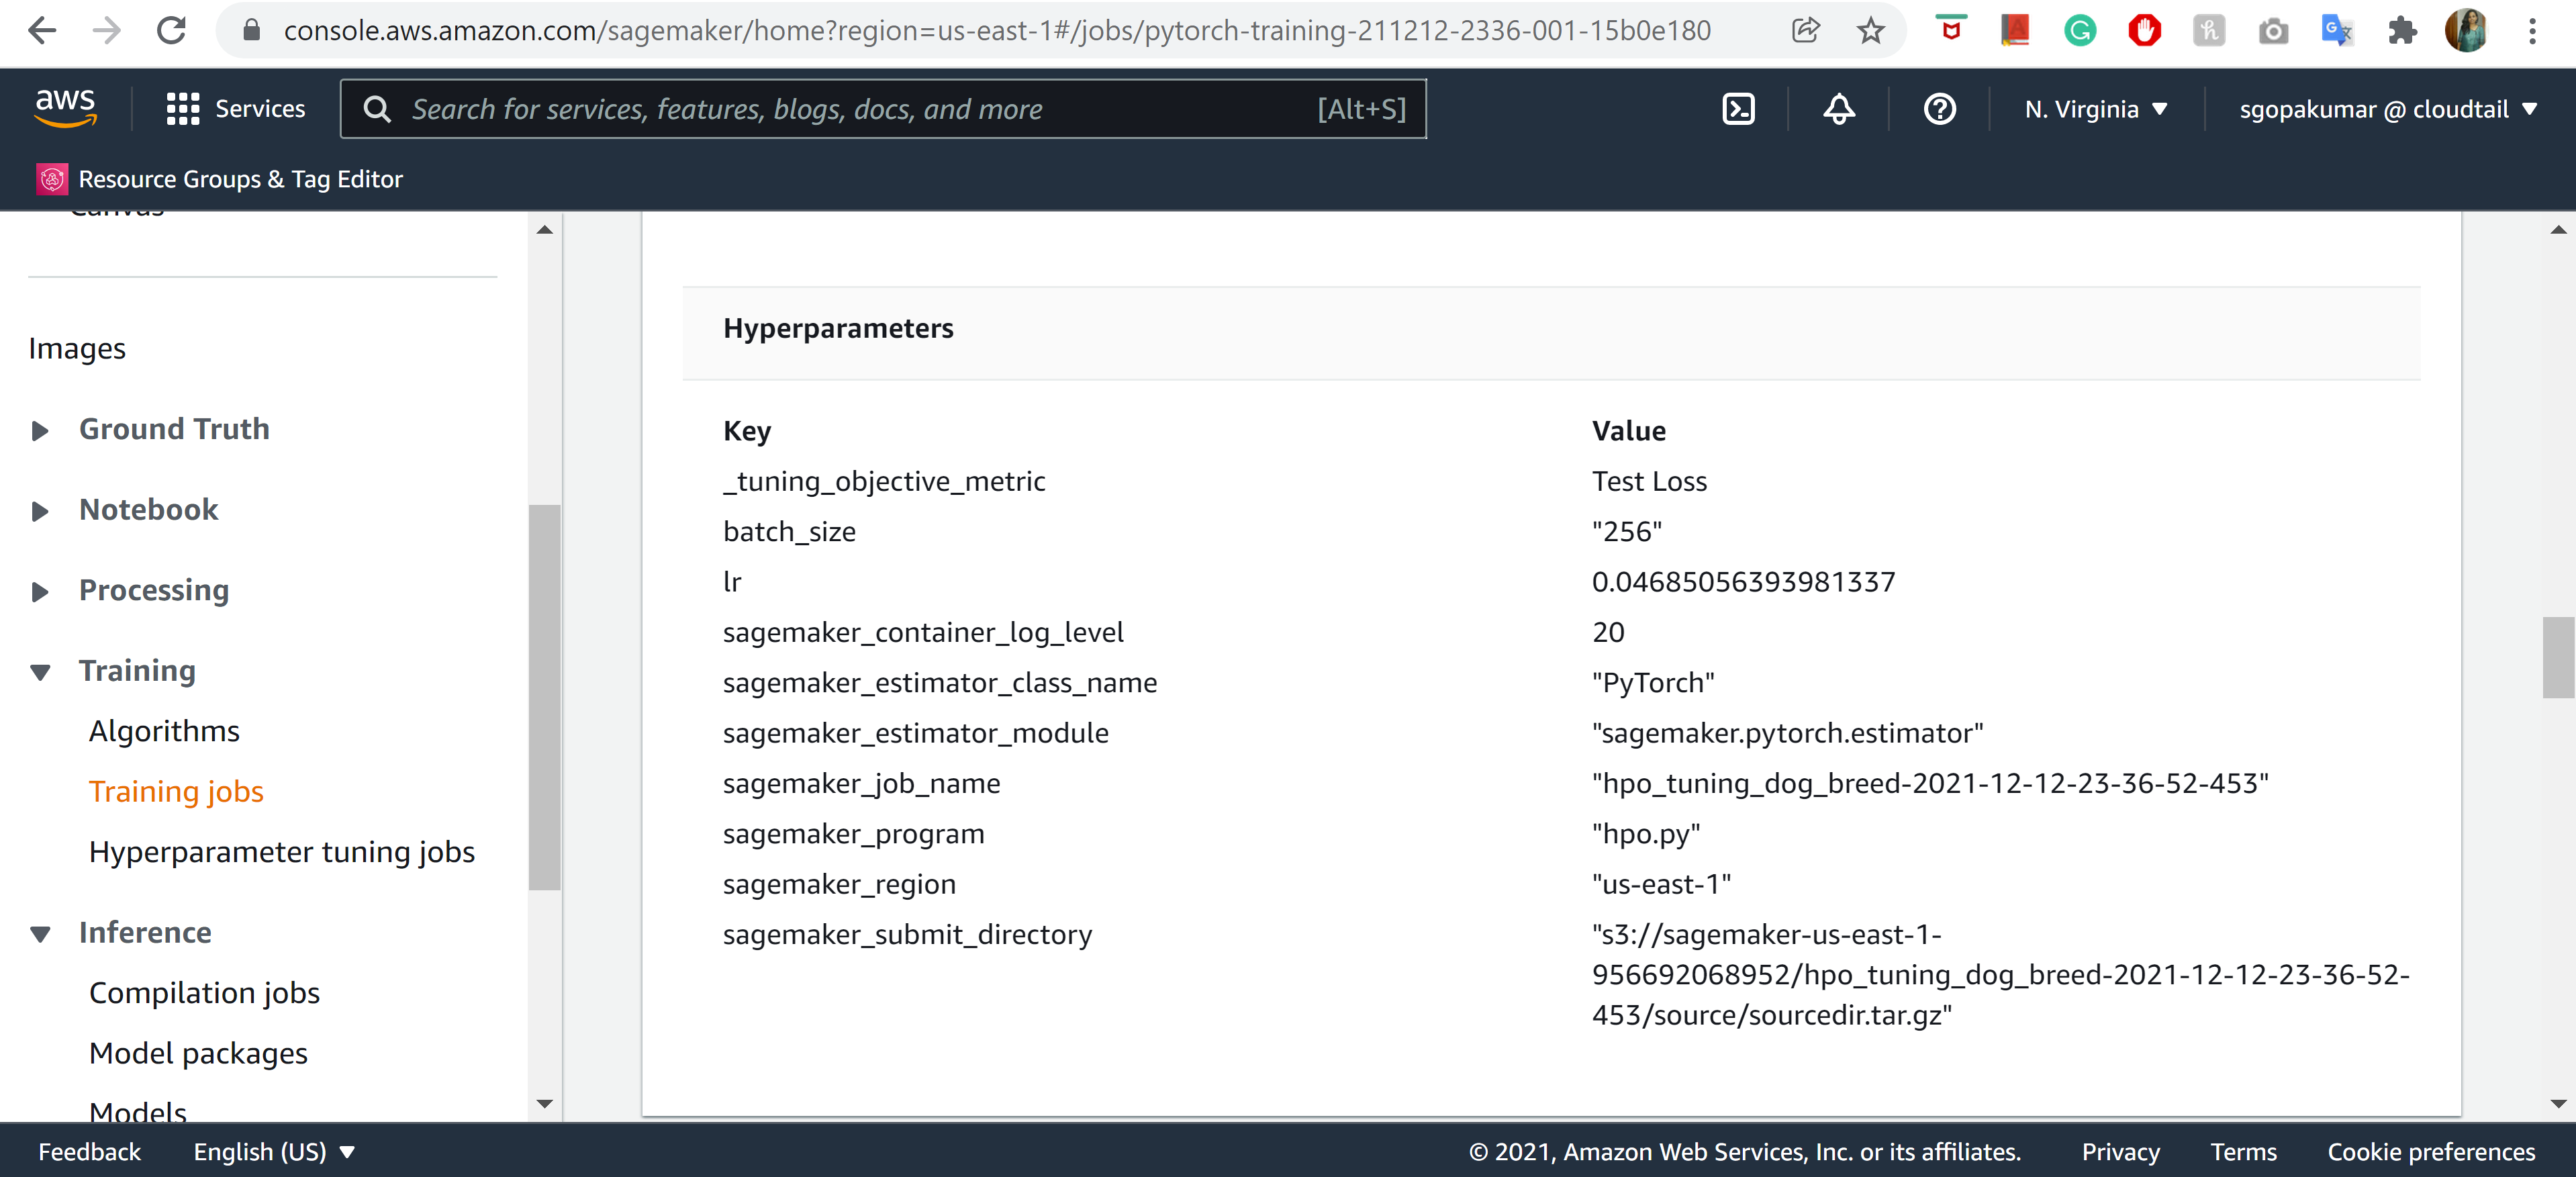 console.aws.amazon.com/sagemaker/home?region=us-east-1#/jobs/pytorch-training-211212-2336-001-15b0e180
aws
Services
Search for services, features, blogs, docs, and more
[Alt+S]
N. Virginia
sgopakumar @ cloudtail
Resource Groups & Tag Editor
Canvas
Images
Ground Truth
Notebook
Processing
Training
Algorithms
Training jobs
Hyperparameter tuning jobs
Inference
Compilation jobs
Model packages
Models
Hyperparameters
Key Value
_tuning_objective_metric Test Loss
batch_size "256"
lr 0.04685056393981337
sagemaker_container_log_level 20
sagemaker_estimator_class_name "PyTorch"
sagemaker_estimator_module "sagemaker.pytorch.estimator"
sagemaker_job_name "hpo_tuning_dog_breed-2021-12-12-23-36-52-453"
sagemaker_program "hpo.py"
sagemaker_region "us-east-1"
sagemaker_submit_directory "s3://sagemaker-us-east-1-
956692068952/hpo_tuning_dog_breed-2021-12-12-23-36-52-
453/source/sourcedir.tar.gz"
Feedback English (US) © 2021, Amazon Web Services, Inc. or its affiliates. Privacy Terms Cookie preferences